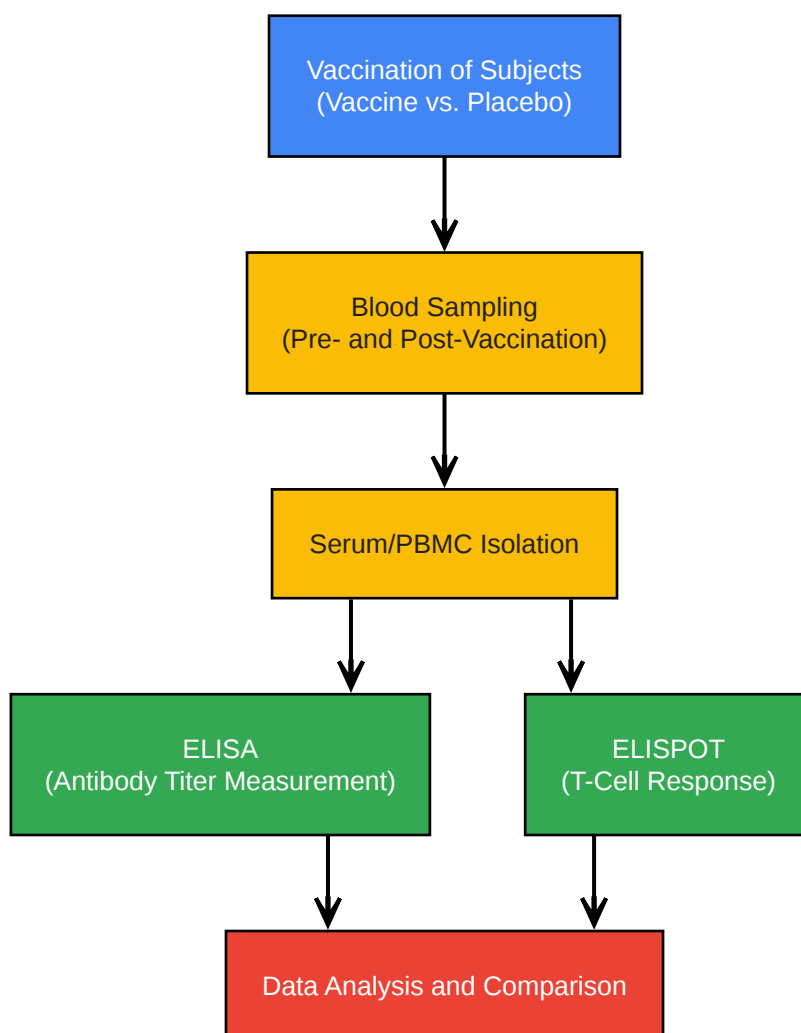 Vaccination of Subjects
(Vaccine vs. Placebo)
Blood Sampling
(Pre- and Post-Vaccination)
Serum/PBMC Isolation
ELISA
(Antibody Titer Measurement)
ELISPOT
(T-Cell Response)
Data Analysis and Comparison